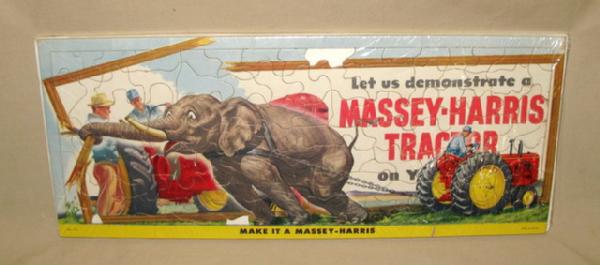 Let us demonstrate a
MASSEY-HARRIS
TRACTOR
on Y
MAKE IT A MASSEY-HARRIS